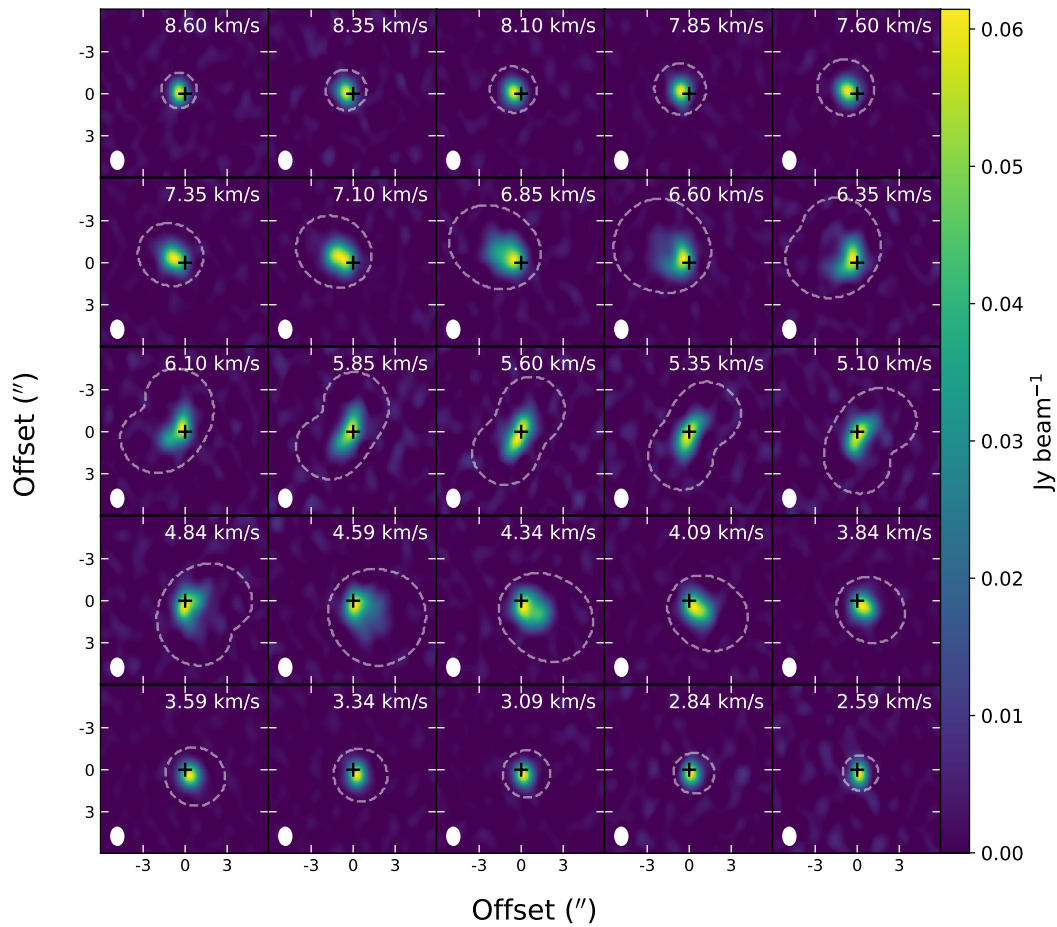 8.60 km/s 8.35 km/s 8.10 km/s 7.85 km/s 7.60 km/s
-3
0
3
7.35 km/s 7.10 km/s 6.85 km/s 6.60 km/s 6.35 km/s
-3
0
3
6.10 km/s 5.85 km/s 5.60 km/s 5.35 km/s 5.10 km/s
-3
0
3
4.84 km/s 4.59 km/s 4.34 km/s 4.09 km/s 3.84 km/s
-3
0
3
3.59 km/s 3.34 km/s 3.09 km/s 2.84 km/s 2.59 km/s
-3
0
3
-3 0 3 -3 0 3 -3 0 3 -3 0 3 -3 0 3
Offset (″)
Offset (″)
0.06
0.05
0.04
0.03
0.02
0.01
0.00
Jy beam⁻¹